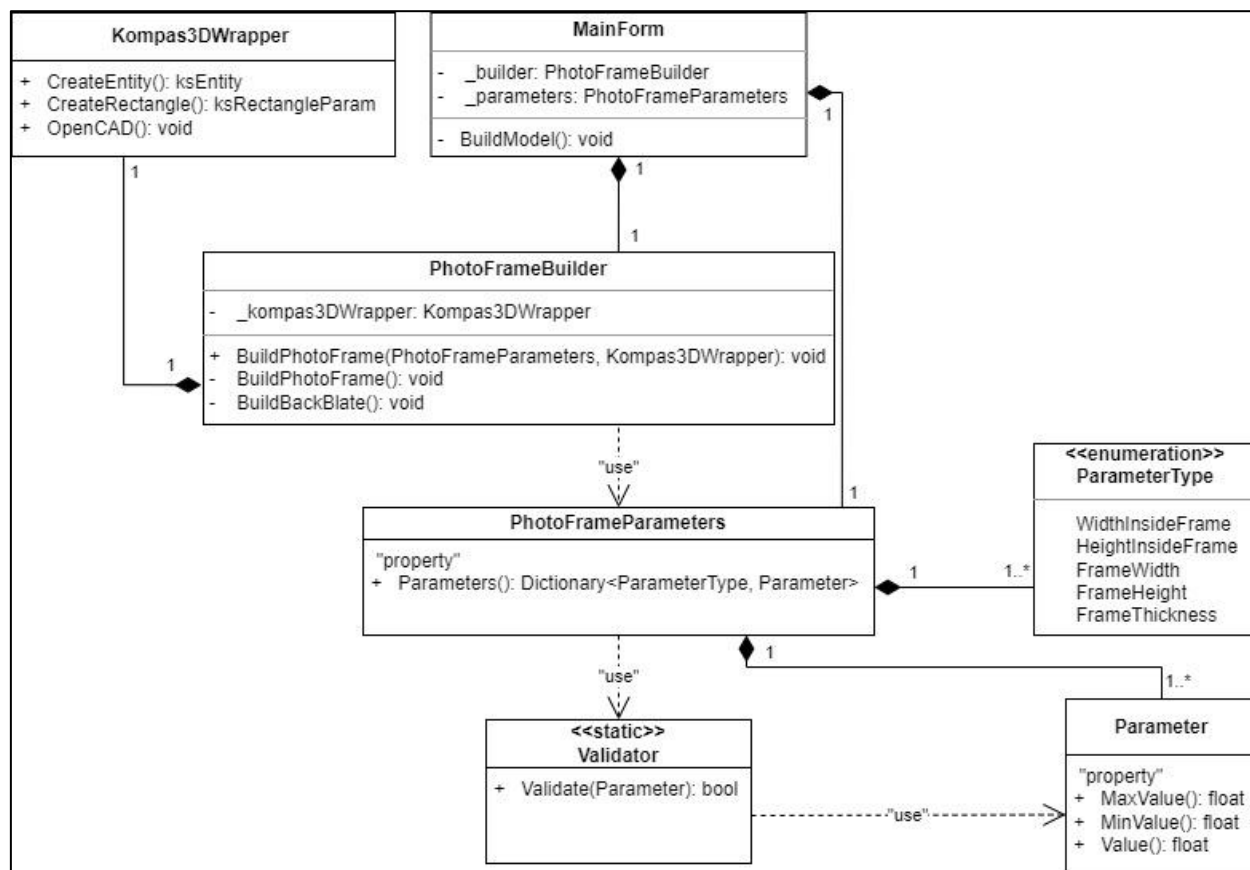 Kompas3DWrapper
+ CreateEntity(): ksEntity
+ CreateRectangle(): ksRectangleParam
+ OpenCAD(): void
MainForm
- _builder: PhotoFrameBuilder
- _parameters: PhotoFrameParameters
- BuildModel(): void
1
1
1
1
PhotoFrameBuilder
- _kompas3DWrapper: Kompas3DWrapper
+ BuildPhotoFrame(PhotoFrameParameters, Kompas3DWrapper): void
- BuildPhotoFrame(): void
- BuildBackBlate(): void
1
"use"
1
PhotoFrameParameters
"property"
+ Parameters(): Dictionary<ParameterType, Parameter>
1
1..*
<<enumeration>>
ParameterType
WidthInsideFrame
HeightInsideFrame
FrameWidth
FrameHeight
FrameThickness
"use"
1
1..*
<<static>>
Validator
+ Validate(Parameter): bool
"use"
Parameter
"property"
+ MaxValue(): float
+ MinValue(): float
+ Value(): float